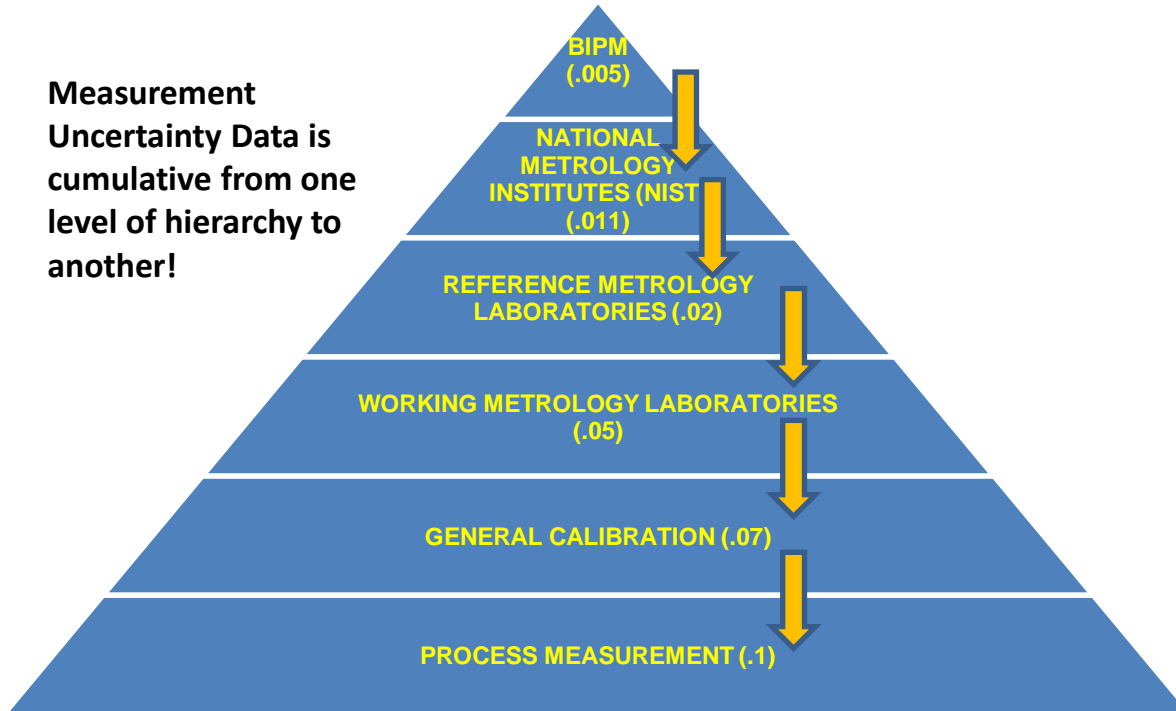 Measurement
Uncertainty Data is
cumulative from one
level of hierarchy to
another!
BIPM
(.005)
NATIONAL
METROLOGY
INSTITUTES (NIST
(.011)
REFERENCE METROLOGY
LABORATORIES (.02)
WORKING METROLOGY LABORATORIES
(.05)
GENERAL CALIBRATION (.07)
PROCESS MEASUREMENT (.1)